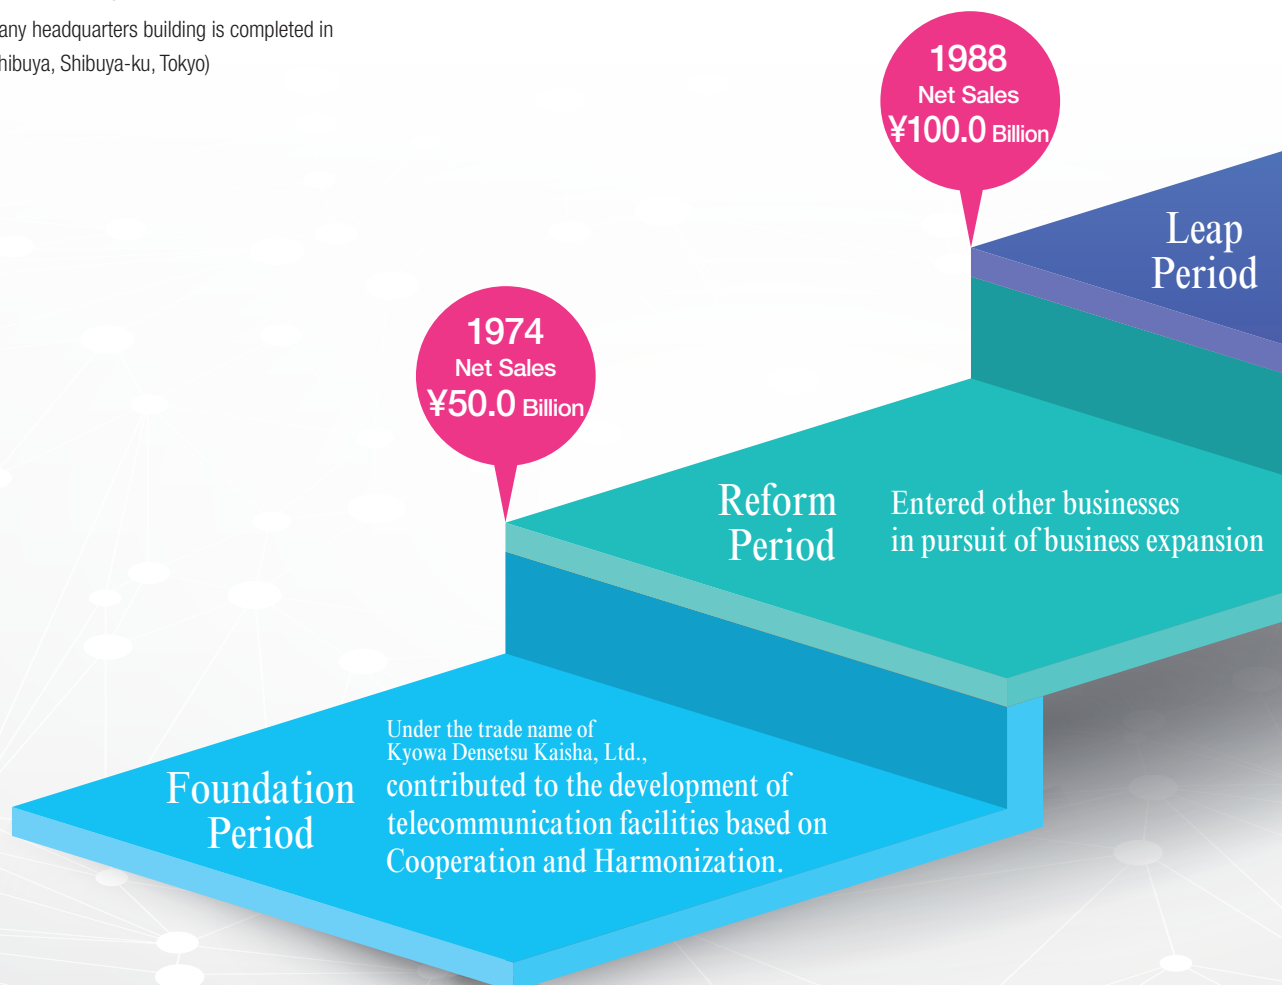 any headquarters building is completed in
hibuya, Shibuya-ku, Tokyo)
1988
Net Sales
¥100.0 Billion
Leap
Period
1974
Net Sales
¥50.0 Billion
Reform
Period
Entered other businesses
in pursuit of business expansion
Foundation
Period
Under the trade name of
Kyowa Densetsu Kaisha, Ltd.,
contributed to the development of
telecommunication facilities based on
Cooperation and Harmonization.